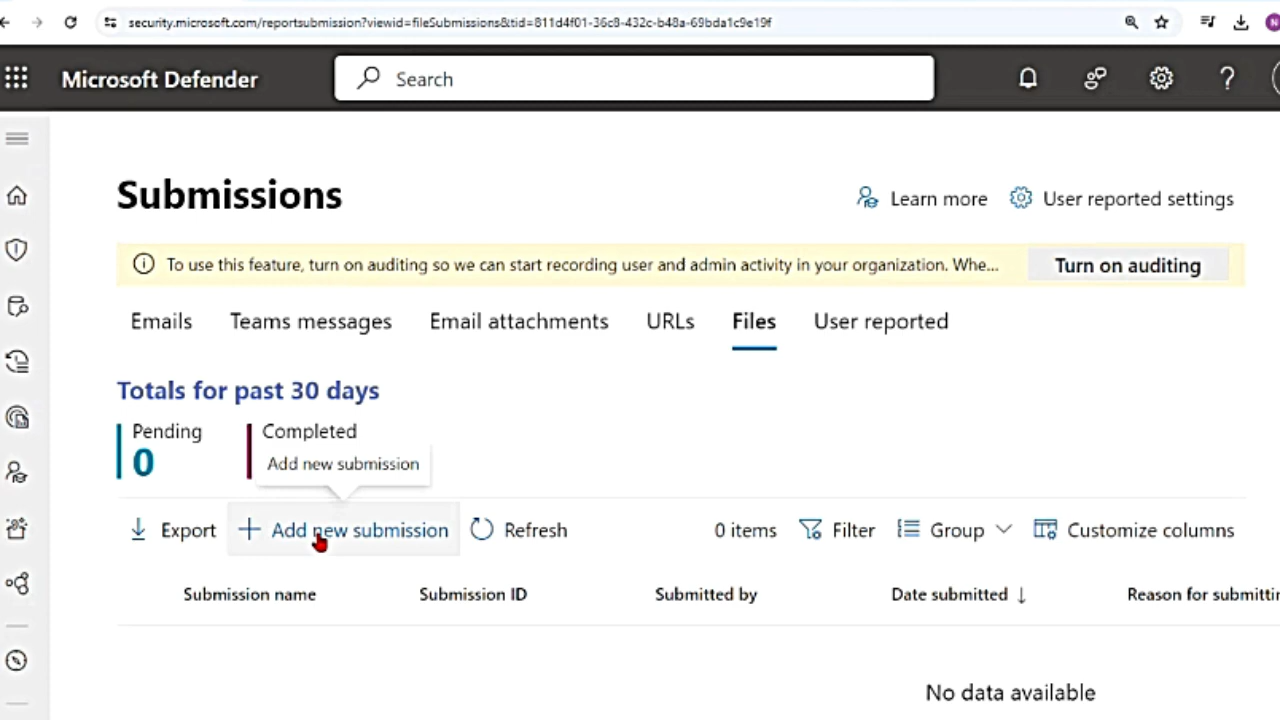 security.microsoft.com/reportsubmission?viewid=fileSubmissions&tid=811d4f01-36c8-432c-b48a-69bda1c9e19f
N
Microsoft Defender
Search
Submissions
Learn more
User reported settings
To use this feature, turn on auditing so we can start recording user and admin activity in your organization. Whe...
Turn on auditing
Emails Teams messages Email attachments URLs Files User reported
Totals for past 30 days
Pending
0
Completed
Add new submission
Export
Add new submission
Refresh
0 items
Filter
Group
Customize columns
Submission name Submission ID Submitted by Date submitted ↓ Reason for submittin
No data available